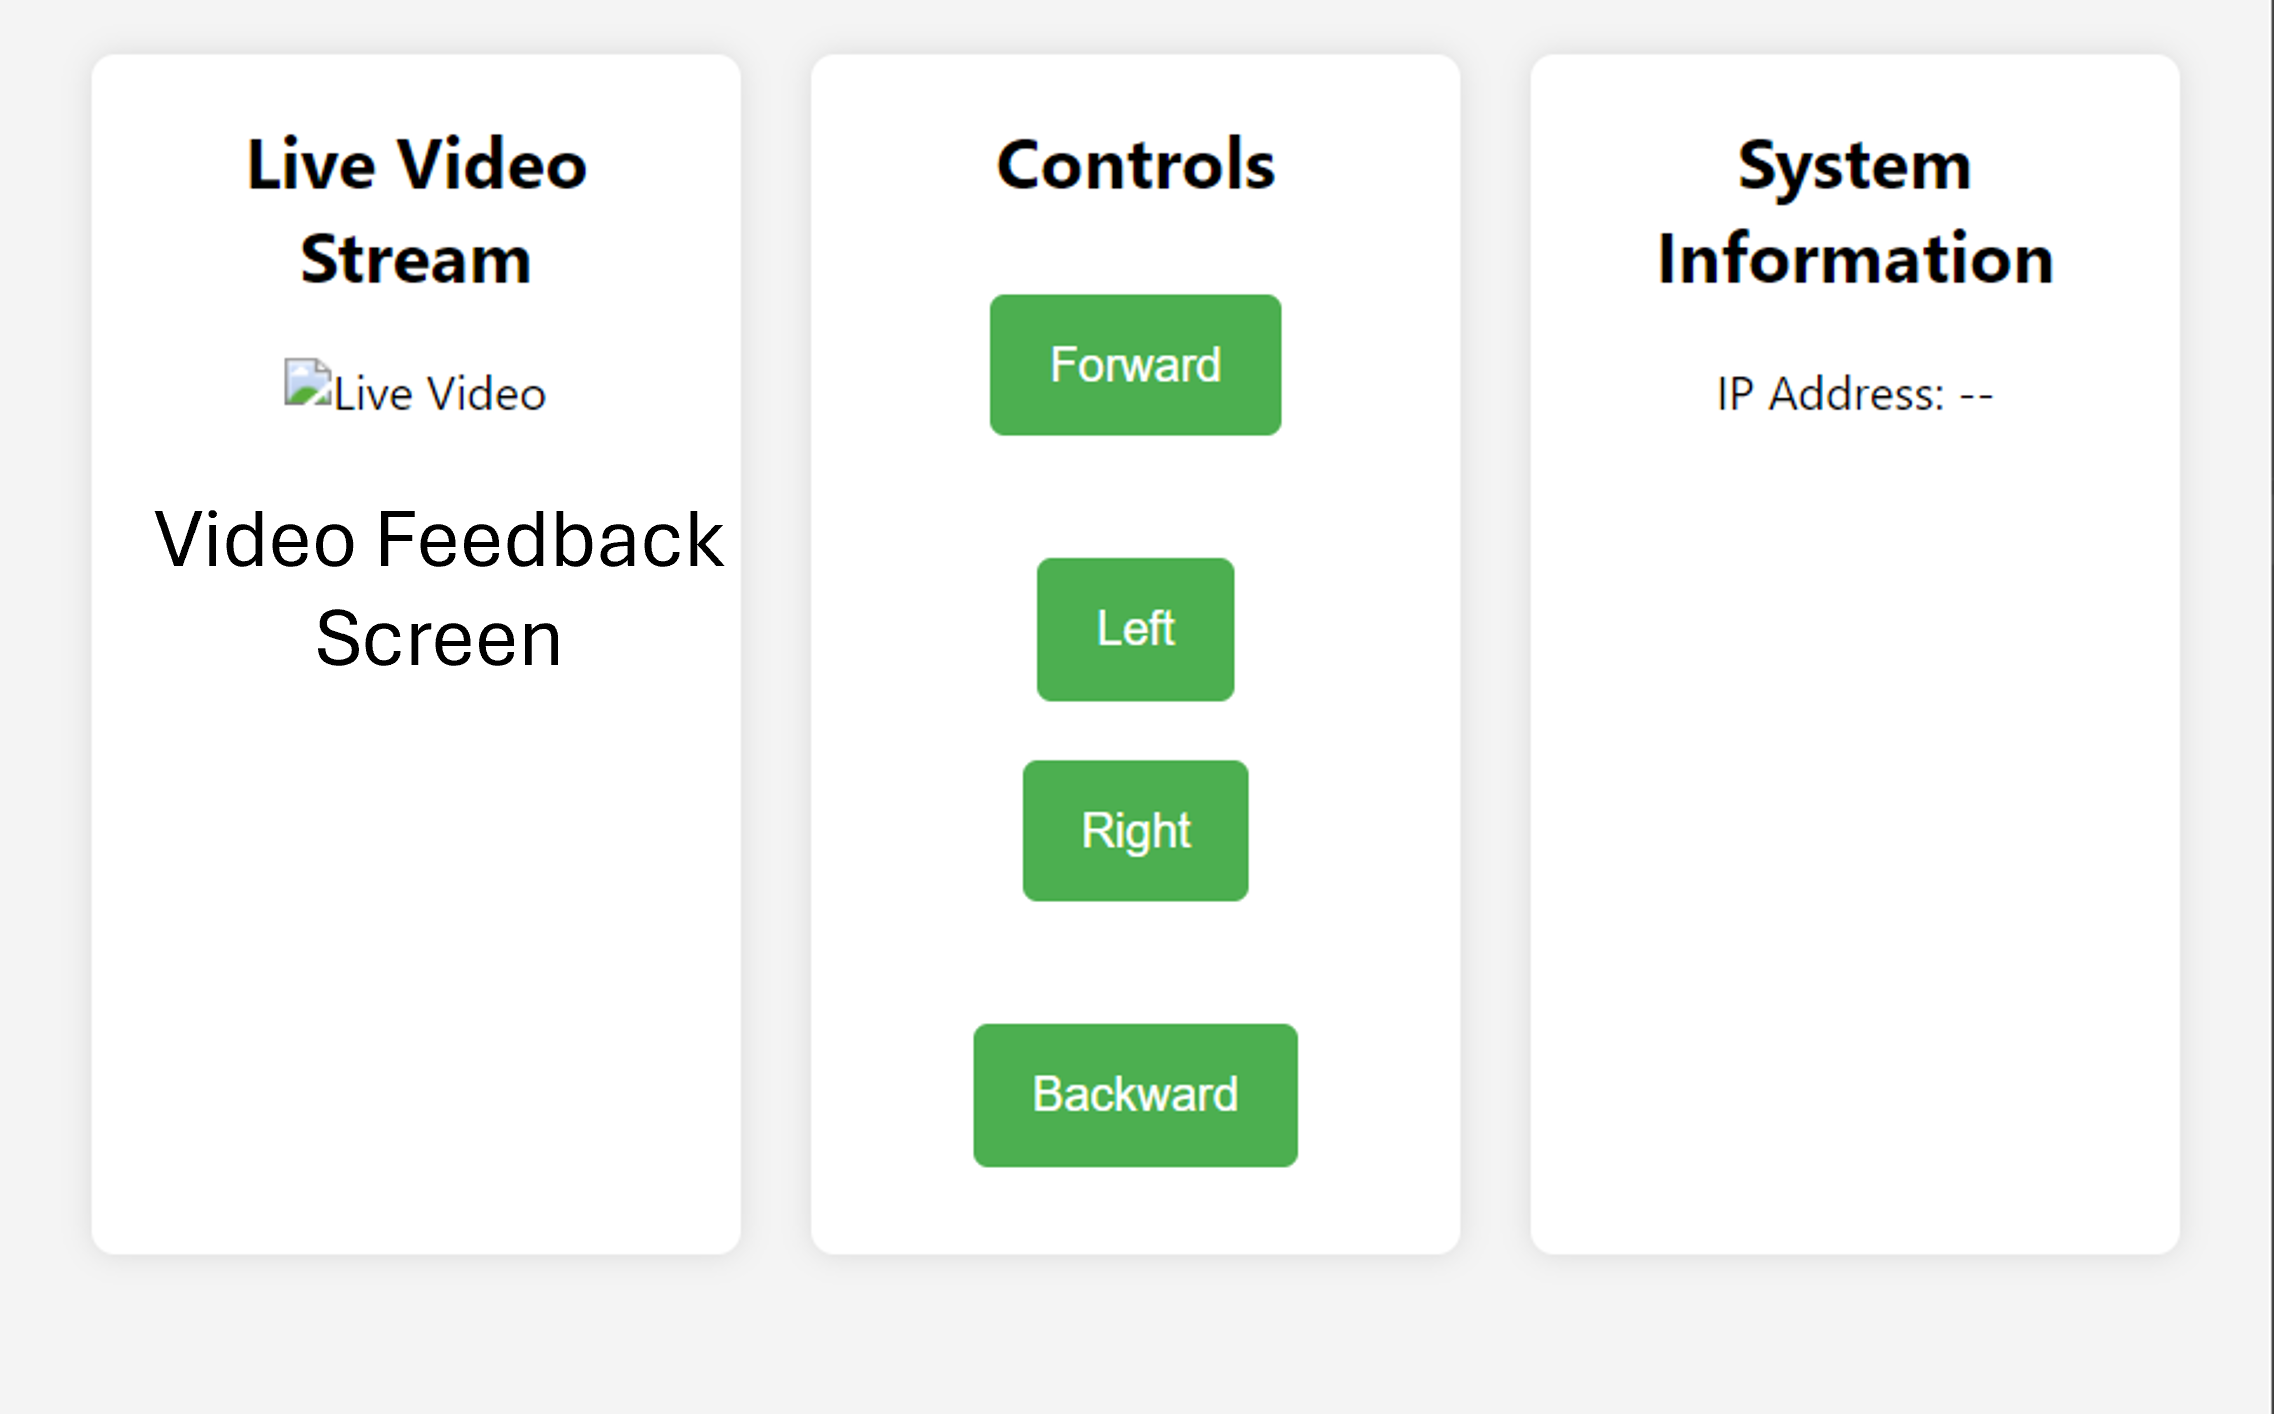 Live Video
Stream
Live Video
Video Feedback
Screen
Controls
Forward
Left
Right
Backward
System
Information
IP Address: --